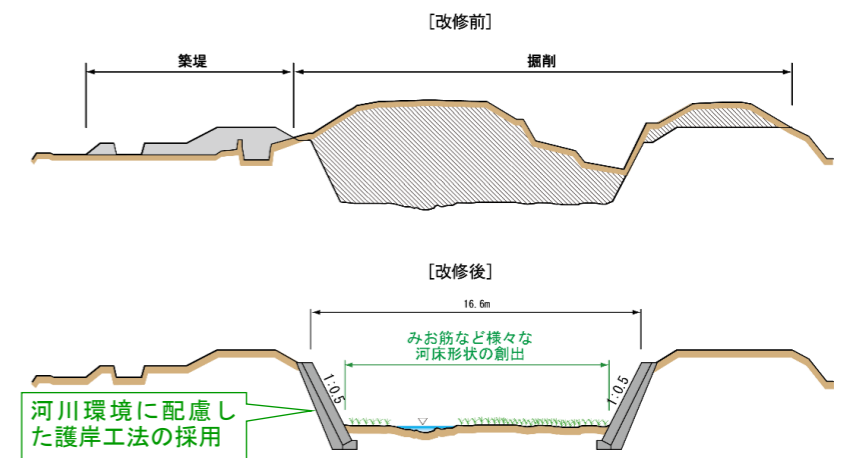 [改修前]
築堤
掘削
[改修後]
16.6m
みお筋など様々な
河床形状の創出
1:0.5
1:0.5
河川環境に配慮し
た護岸工法の採用